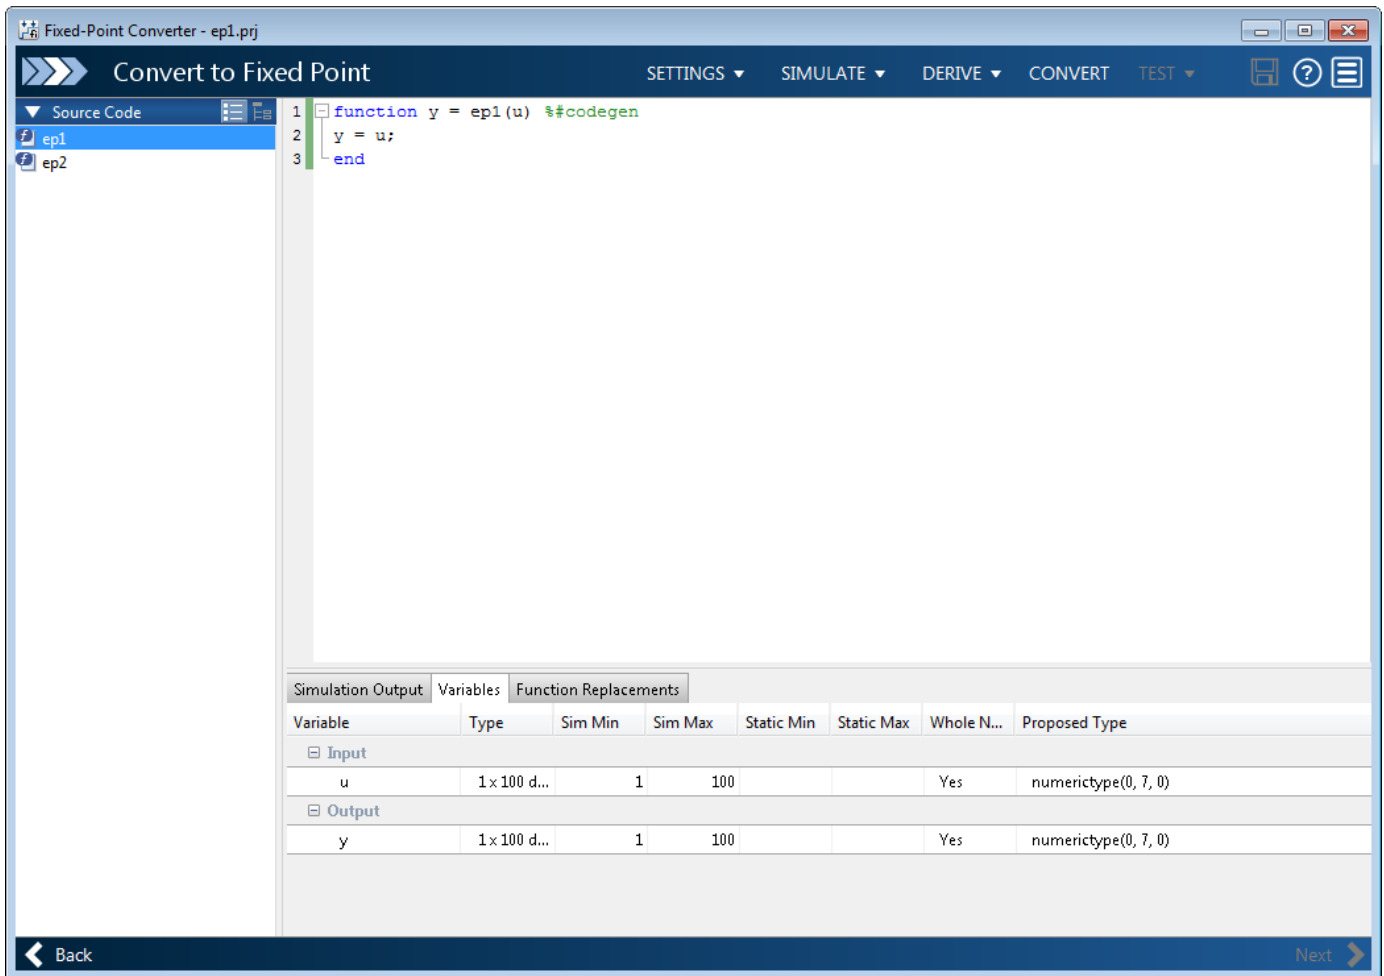 Fixed-Point Converter - ep1.prj
Convert to Fixed Point SETTINGS SIMULATE DERIVE CONVERT TEST ?
Source Code
ep1
ep2
1 function y = ep1(u) %#codegen
2 y = u;
3 end
Simulation Output Variables Function Replacements
Variable Type Sim Min Sim Max Static Min Static Max Whole N... Proposed Type
Input
u 1 x 100 d... 1 100 Yes numerictype(0, 7, 0)
Output
y 1 x 100 d... 1 100 Yes numerictype(0, 7, 0)
Back Next